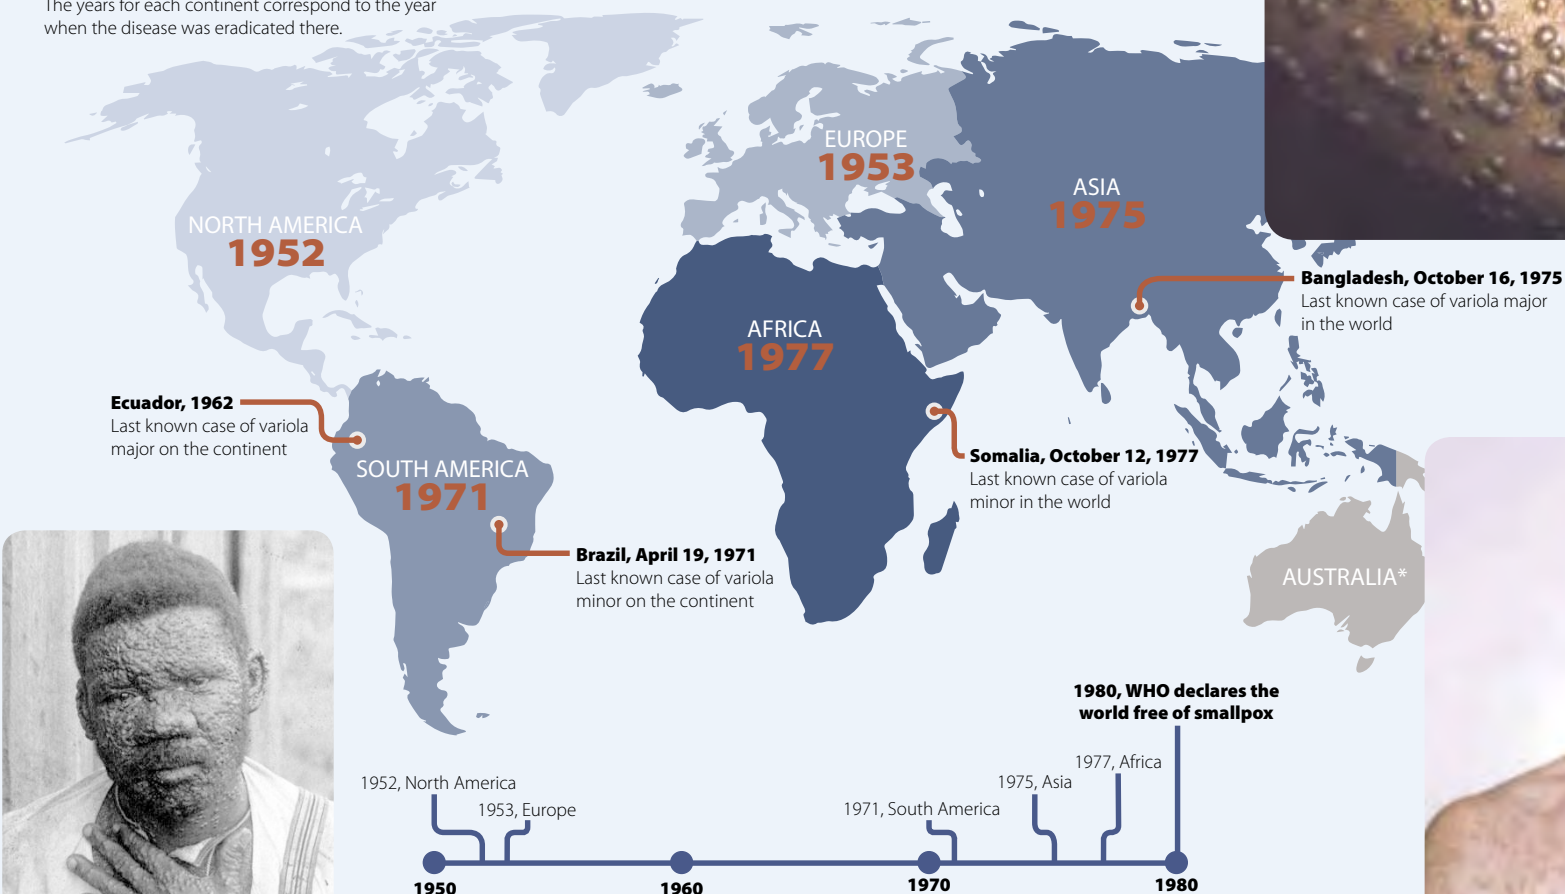 The years for each continent correspond to the year
when the disease was eradicated there.
EUROPE
1953
ASIA
1975
NORTH AMERICA
1952
Bangladesh, October 16, 1975
Last known case of variola major
in the world
AFRICA
1977
Ecuador, 1962
Last known case of variola
major on the continent
Somalia, October 12, 1977
Last known case of variola
minor in the world
SOUTH AMERICA
1971
Brazil, April 19, 1971
Last known case of variola
minor on the continent
AUSTRALIA*
1980, WHO declares the
world free of smallpox
1952, North America
1953, Europe
1971, South America
1975, Asia
1977, Africa
1950
1960
1970
1980